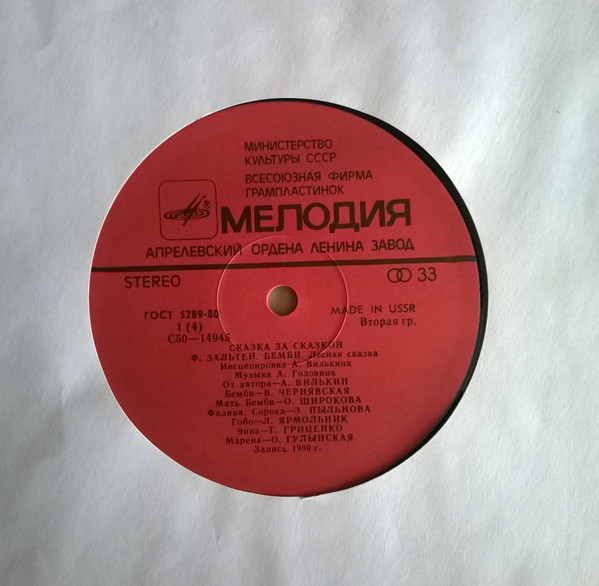 МИНИСТЕРСТВО
КУЛЬТУРЫ СССР
ВСЕСОЮЗНАЯ ФИРМА
ГРАМПЛАСТИНОК
®
МЕЛОДИЯ
АПРЕЛЕВСКИЙ ОРДЕНА ЛЕНИНА ЗАВОД
STEREO
33
ГОСТ 5289-80
MADE IN USSR
1 (4)
Вторая гр.
С50—14945
СКАЗКА ЗА СКАЗКОЙ
Ф. ЗАЛЬТЕН. БЕМБИ. Лесная сказка
Инсценировка А. Вилькина
Музыка А. Головина
От автора—А. ВИЛЬКИН
Бемби—В. ЧЕРНЯВСКАЯ
Мать Бемби—О. ШИРОКОВА
Фалина, Сорока—З. ПЫЛЬНОВА
Гобо—Л. ЯРМОЛЬНИК
Энна—Г. ГРИЦЕНКО
Марена—О. ГУЛЫНСКАЯ
Запись 1980 г.